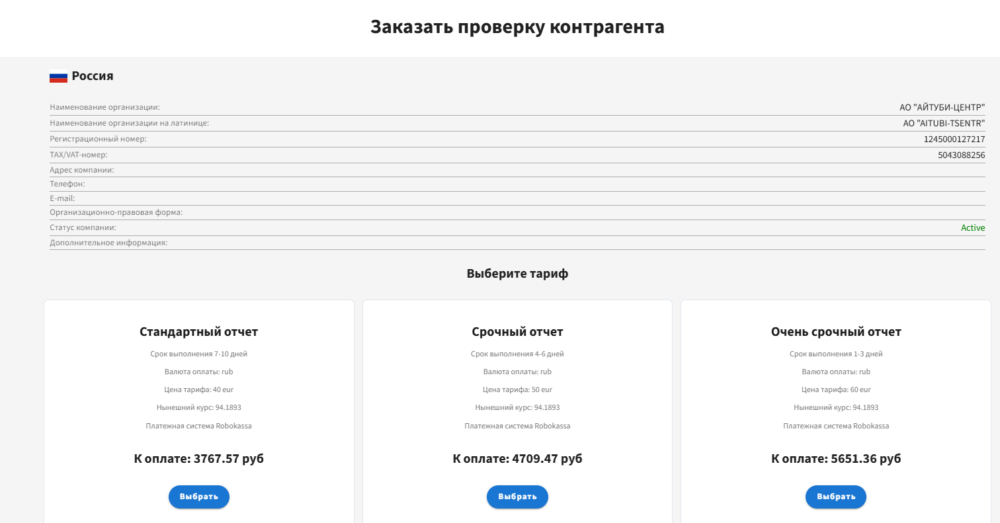 Заказать проверку контрагента
Россия
Наименование организации: АО "АЙТУБИ-ЦЕНТР"
Наименование организации на латинице: AO "AITUBI-TSENTR"
Регистрационный номер: 1245000127217
TAX/VAT-номер: 5043088256
Адрес компании:
Телефон:
E-mail:
Организационно-правовая форма:
Статус компании: Active
Дополнительное информация:
Выберите тариф
Стандартный отчет
Срок выполнения 7-10 дней
Валюта оплаты: rub
Цена тарифа: 40 eur
Нынешний курс: 94.1893
Платежная система Robokassa
К оплате: 3767.57 руб
Выбрать
Срочный отчет
Срок выполнения 4-6 дней
Валюта оплаты: rub
Цена тарифа: 50 eur
Нынешний курс: 94.1893
Платежная система Robokassa
К оплате: 4709.47 руб
Выбрать
Очень срочный отчет
Срок выполнения 1-3 дней
Валюта оплаты: rub
Цена тарифа: 60 eur
Нынешний курс: 94.1893
Платежная система Robokassa
К оплате: 5651.36 руб
Выбрать